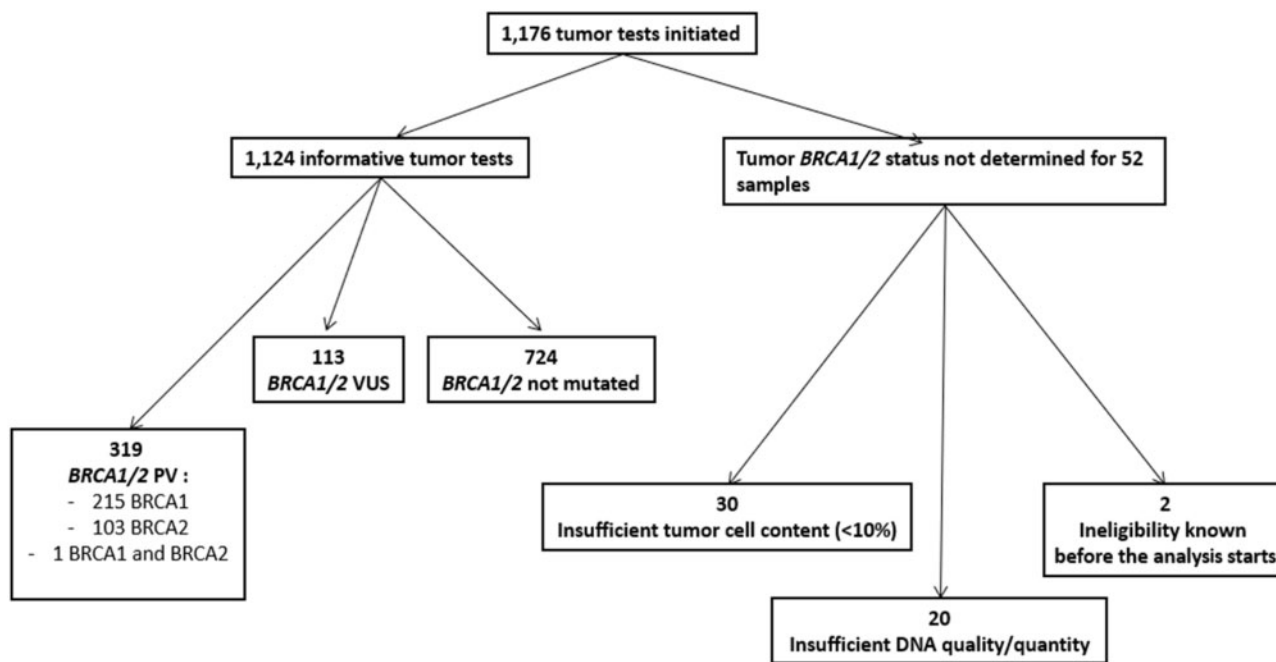 1,176 tumor tests initiated
1,124 informative tumor tests
Tumor BRCA1/2 status not determined for 52
samples
113
BRCA1/2 VUS
724
BRCA1/2 not mutated
319
BRCA1/2 PV :
- 215 BRCA1
- 103 BRCA2
- 1 BRCA1 and BRCA2
30
Insufficient tumor cell content (<10%)
2
Ineligibility known
before the analysis starts
20
Insufficient DNA quality/quantity